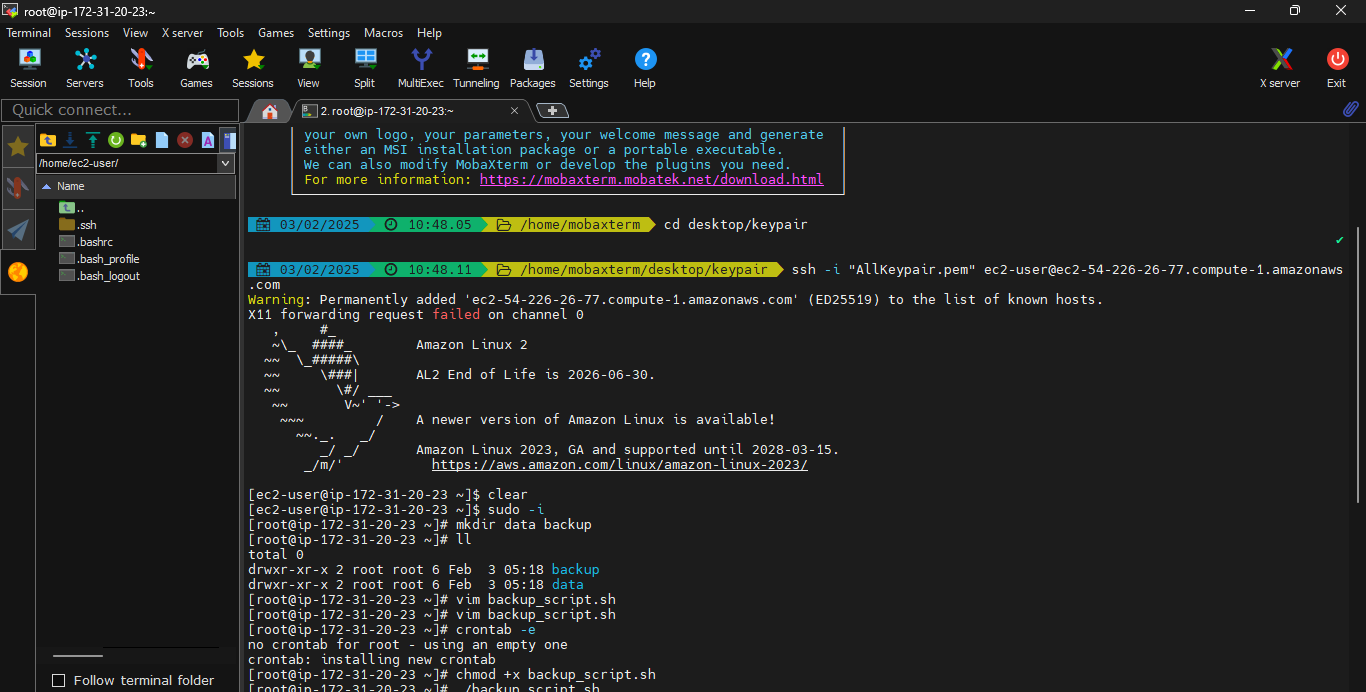 root@ip-172-31-20-23:~
Terminal Sessions View X server Tools Games Settings Macros Help
Session Servers Tools Games Sessions View Split MultiExec Tunneling Packages Settings Help X server Exit
Quick connect...
2. root@ip-172-31-20-23:~
/home/ec2-user/
Name
..
.ssh
.bashrc
.bash_profile
.bash_logout
Follow terminal folder
your own logo, your parameters, your welcome message and generate
either an MSI installation package or a portable executable.
We can also modify MobaXterm or develop the plugins you need.
For more information: https://mobaxterm.mobatek.net/download.html
03/02/2025 10:48.05 /home/mobaxterm cd desktop/keypair
03/02/2025 10:48.11 /home/mobaxterm/desktop/keypair ssh -i "AllKeypair.pem" ec2-user@ec2-54-226-26-77.compute-1.amazonaws
.com
Warning: Permanently added 'ec2-54-226-26-77.compute-1.amazonaws.com' (ED25519) to the list of known hosts.
X11 forwarding request failed on channel 0
   ,     #_
   ~\_  ####_        Amazon Linux 2
  ~~  \_#####\
  ~~     \###|       AL2 End of Life is 2026-06-30.
  ~~       \#/ ___
   ~~       V~' '->
    ~~~         /    A newer version of Amazon Linux is available!
      ~~._.   _/
         _/ _/       Amazon Linux 2023, GA and supported until 2028-03-15.
       _/m/'           https://aws.amazon.com/linux/amazon-linux-2023/
[ec2-user@ip-172-31-20-23 ~]$ clear
[ec2-user@ip-172-31-20-23 ~]$ sudo -i
[root@ip-172-31-20-23 ~]# mkdir data backup
[root@ip-172-31-20-23 ~]# ll
total 0
drwxr-xr-x 2 root root 6 Feb  3 05:18 backup
drwxr-xr-x 2 root root 6 Feb  3 05:18 data
[root@ip-172-31-20-23 ~]# vim backup_script.sh
[root@ip-172-31-20-23 ~]# vim backup_script.sh
[root@ip-172-31-20-23 ~]# crontab -e
no crontab for root - using an empty one
crontab: installing new crontab
[root@ip-172-31-20-23 ~]# chmod +x backup_script.sh
[root@ip-172-31-20-23 ~]# ./backup_script.sh